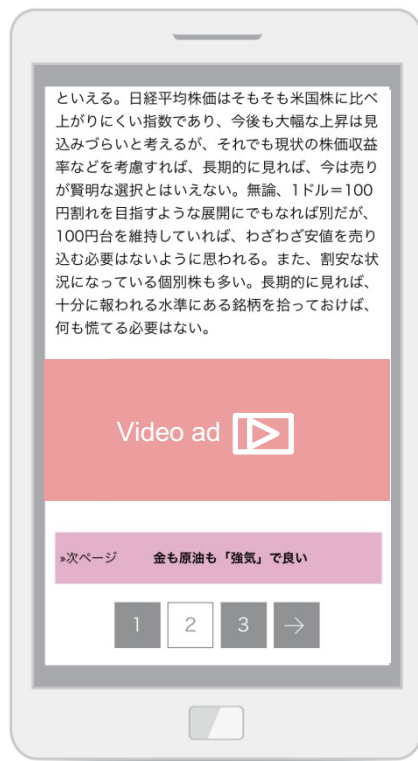 といえる。日経平均株価はそもそも米国株に比べ
上がりにくい指数であり、今後も大幅な上昇は見
込みづらいと考えるが、それでも現状の株価収益
率などを考慮すれば、長期的に見れば、今は売り
が賢明な選択とはいえない。無論、1ドル＝100
円割れを目指すような展開にでもなれば別だが、
100円台を維持していれば、わざわざ安値を売り
込む必要はないように思われる。また、割安な状
況になっている個別株も多い。長期的に見れば、
十分に報われる水準にある銘柄を拾っておけば、
何も慌てる必要はない。
Video ad
»次ページ 金も原油も「強気」で良い
1 2 3 →